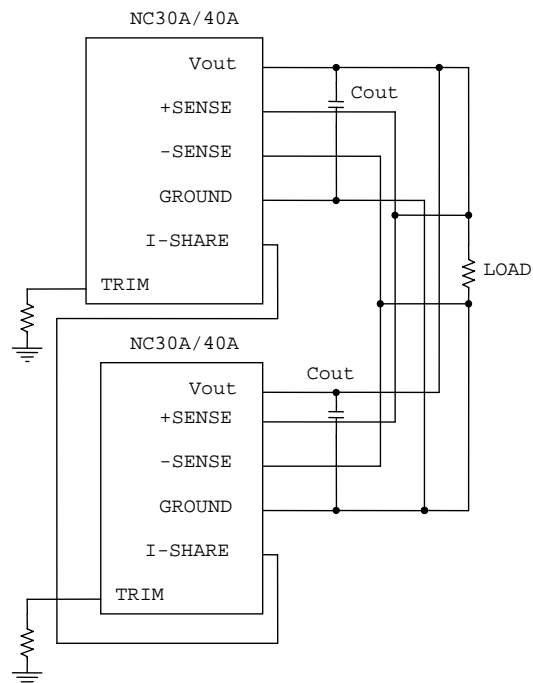 NC30A/40A
Vout
Cout
+SENSE
-SENSE
GROUND
I-SHARE
LOAD
TRIM
NC30A/40A
Cout
Vout
+SENSE
-SENSE
GROUND
I-SHARE
TRIM